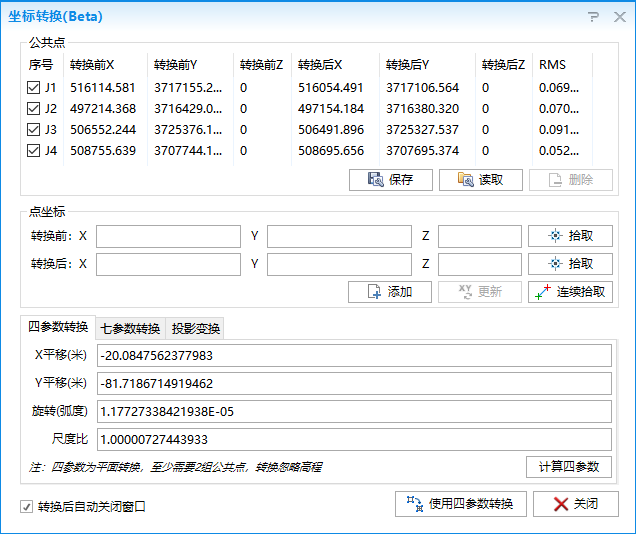 坐标转换(Beta)
公共点
序号 转换前X 转换前Y 转换前Z 转换后X 转换后Y 转换后Z RMS
J1 516114.581 3717155.2... 0 516054.491 3717106.564 0 0.069...
J2 497214.368 3716429.0... 0 497154.184 3716380.320 0 0.070...
J3 506552.244 3725376.1... 0 506491.896 3725327.537 0 0.091...
J4 508755.639 3707744.1... 0 508695.656 3707695.374 0 0.052...
保存 读取 删除
点坐标
转换前: X Y Z 拾取
转换后: X Y Z 拾取
添加 更新 连续拾取
四参数转换 七参数转换 投影变换
X平移(米) -20.0847562377983
Y平移(米) -81.7186714919462
旋转(弧度) 1.17727338421938E-05
尺度比 1.00000727443933
注: 四参数为平面转换，至少需要2组公共点，转换忽略高程 计算四参数
转换后自动关闭窗口 使用四参数转换 关闭